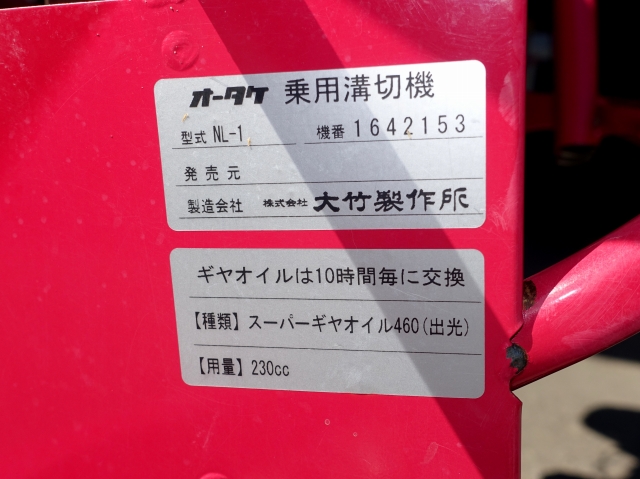 オータケ 乗用溝切機
型式 NL-1 機番 1642153
発売元
製造会社 株式会社 大竹製作所
ギヤオイルは10時間毎に交換
【種類】スーパーギヤオイル460(出光)
【用量】230cc